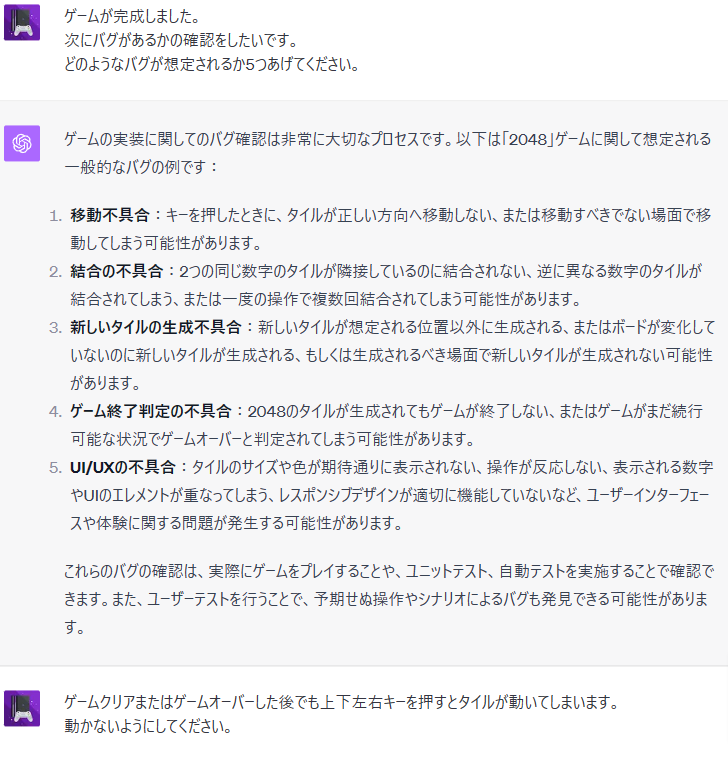 ゲームが完成しました。
次にバグがあるかの確認をしたいです。
どのようなバグが想定されるか5つあげてください。
ゲームの実装に関してのバグ確認は非常に大切なプロセスです。以下は「2048」ゲームに関して想定される
一般的なバグの例です：
1. 移動不具合：キーを押したときに、タイルが正しい方向へ移動しない、または移動すべきでない場面で移
動してしまう可能性があります。
2. 結合の不具合：2つの同じ数字のタイルが隣接しているのに結合されない、逆に異なる数字のタイルが
結合されてしまう、または一度の操作で複数回結合されてしまう可能性があります。
3. 新しいタイルの生成不具合：新しいタイルが想定される位置以外に生成される、またはボードが変化して
いないのに新しいタイルが生成される、もしくは生成されるべき場面で新しいタイルが生成されない可能性
があります。
4. ゲーム終了判定の不具合：2048のタイルが生成されてもゲームが終了しない、またはゲームがまだ続行
可能な状況でゲームオーバーと判定されてしまう可能性があります。
5. UI/UXの不具合：タイルのサイズや色が期待通りに表示されない、操作が反応しない、表示される数字
やUIのエレメントが重なってしまう、レスポンシブデザインが適切に機能していないなど、ユーザーインターフェー
スや体験に関する問題が発生する可能性があります。
これらのバグの確認は、実際にゲームをプレイすることや、ユニットテスト、自動テストを実施することで確認で
きます。また、ユーザーテストを行うことで、予期せぬ操作やシナリオによるバグも発見できる可能性がありま
す。
ゲームクリアまたはゲームオーバーした後でも上下左右キーを押すとタイルが動いてしまいます。
動かないようにしてください。